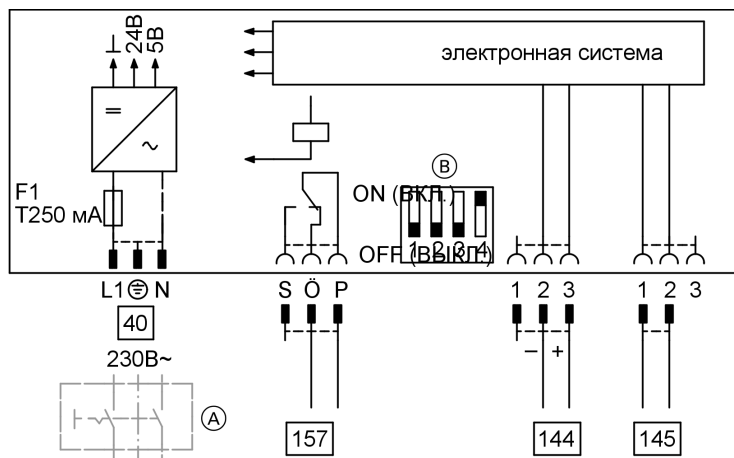 ⊥ 24В 5В
электронная система
=
~
F1
T250 мА
B
ON (ВКЛ.)
1 2 3 4
OFF (ВЫКЛ.)
L1 N
S Ö P
1 2 3
1 2 3
40
− +
230В~
A
157
144
145